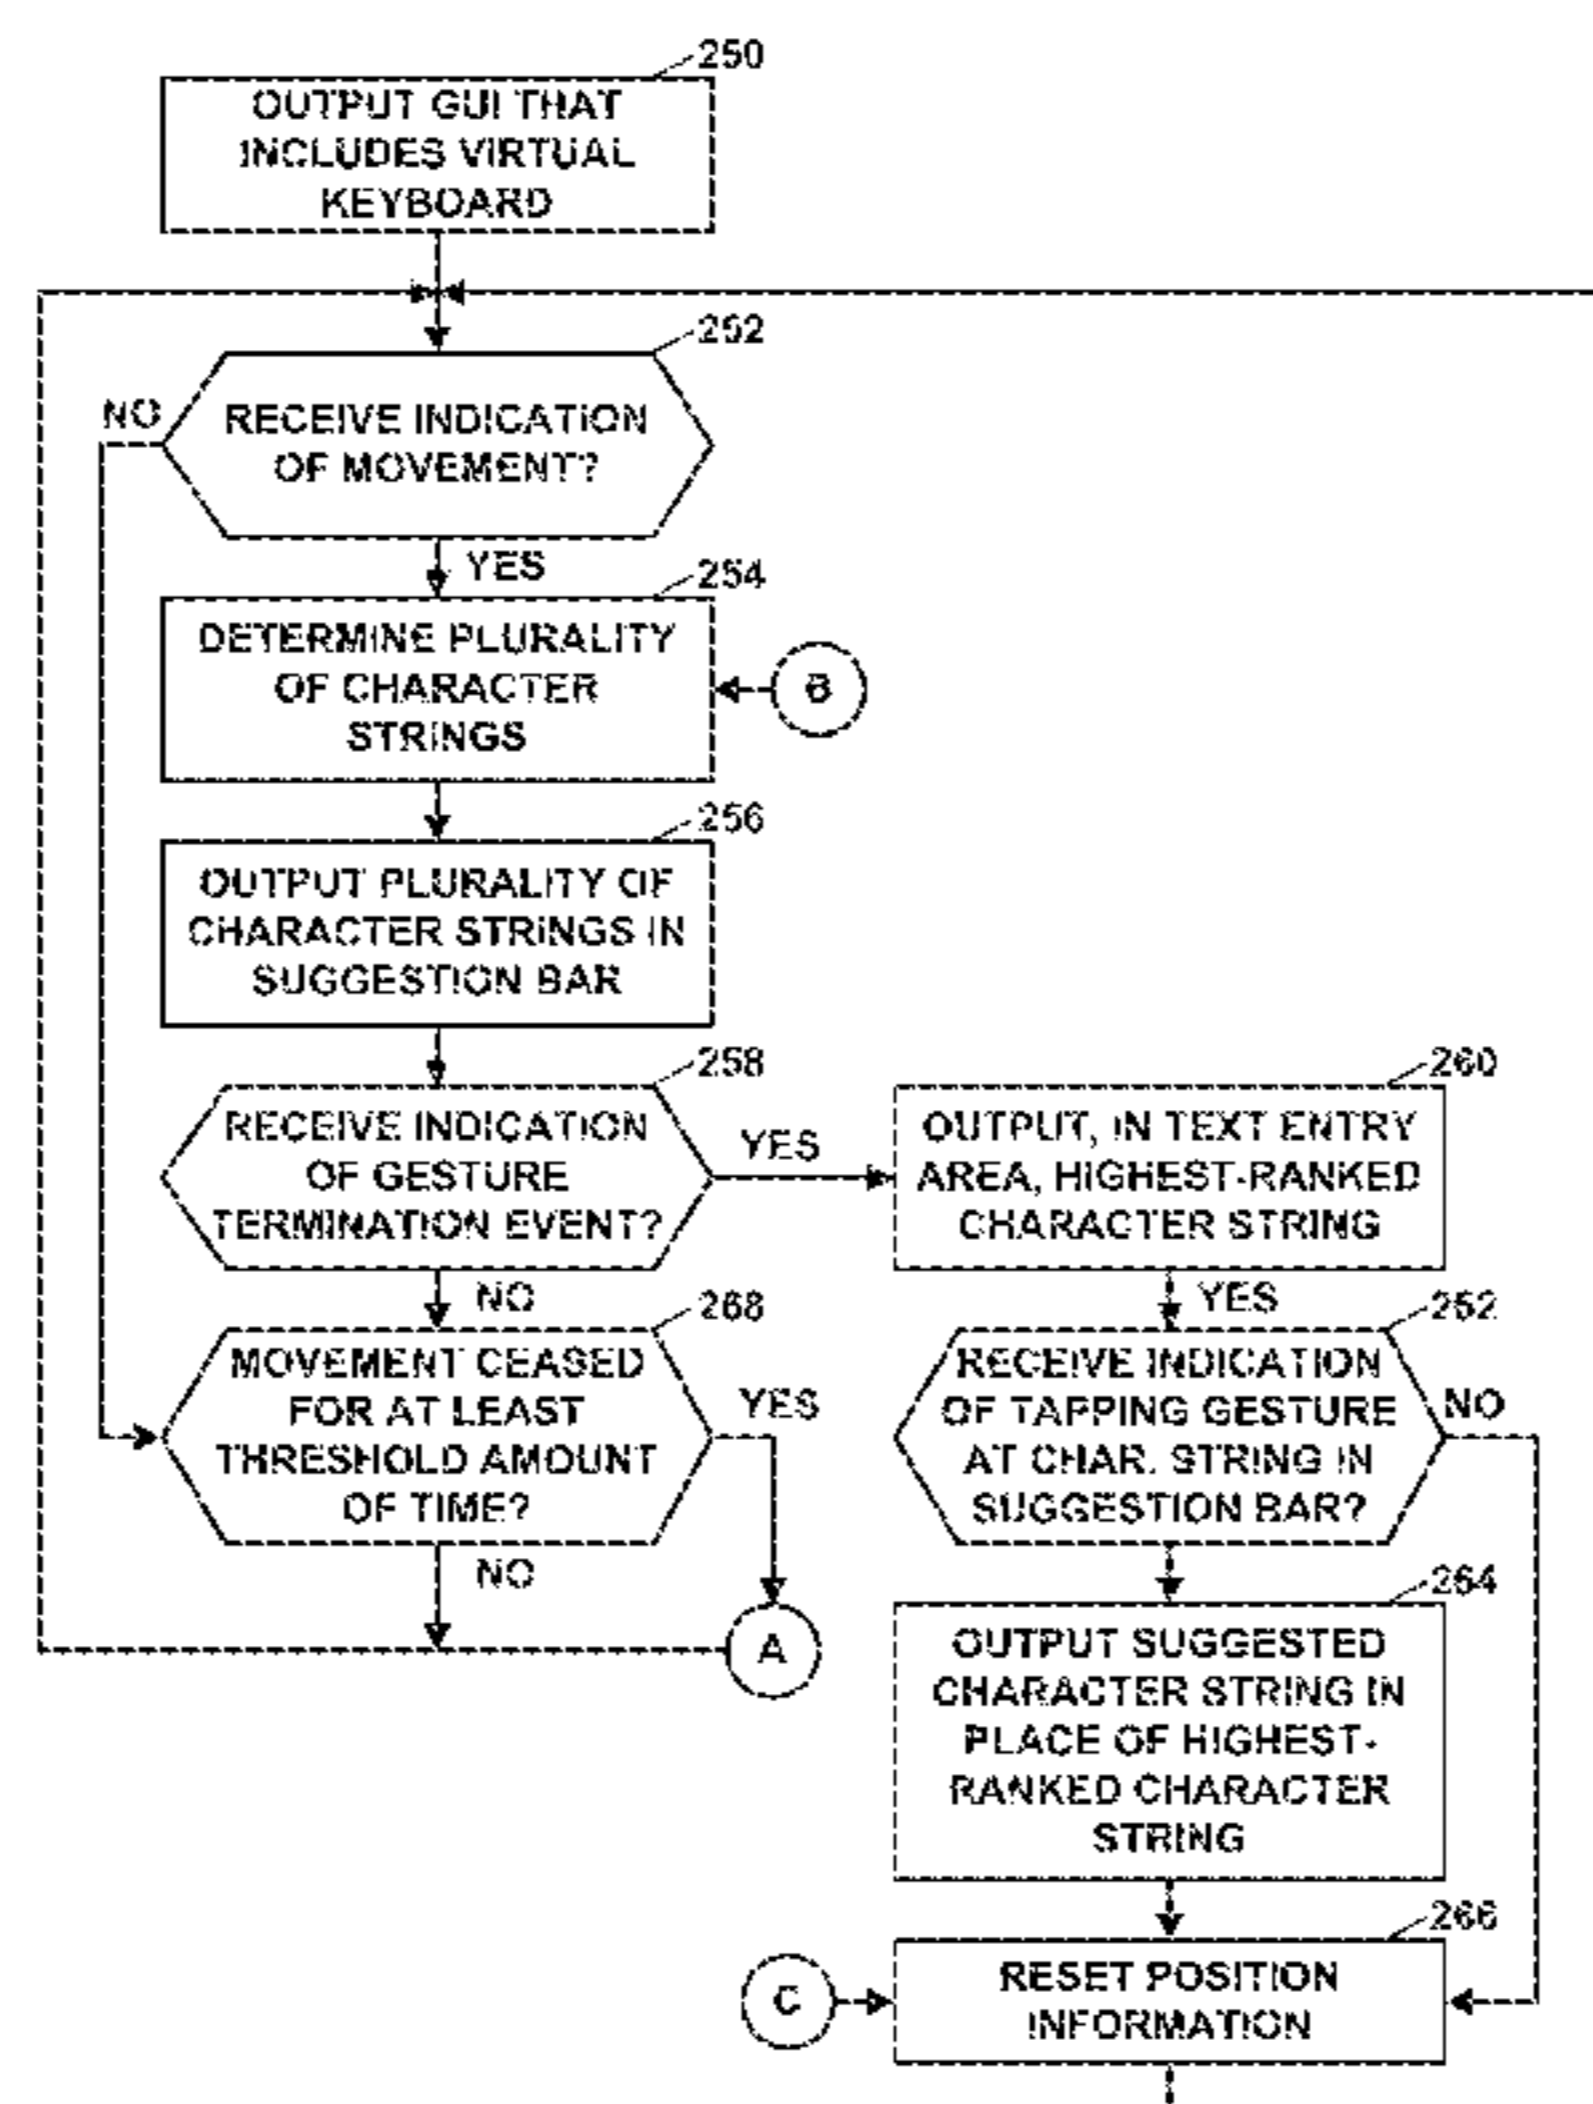 250
OUTPUT GUI THAT
INCLUDES VIRTUAL
KEYBOARD
252
NO
RECEIVE INDICATION
OF MOVEMENT?
YES
254
DETERMINE PLURALITY
OF CHARACTER
STRINGS
B
256
OUTPUT PLURALITY OF
CHARACTER STRINGS IN
SUGGESTION BAR
258
RECEIVE INDICATION
OF GESTURE
TERMINATION EVENT?
YES
260
OUTPUT, IN TEXT ENTRY
AREA, HIGHEST-RANKED
CHARACTER STRING
NO
YES
268
MOVEMENT CEASED
FOR AT LEAST
THRESHOLD AMOUNT
OF TIME?
YES
262
RECEIVE INDICATION
OF TAPPING GESTURE
AT CHAR. STRING IN
SUGGESTION BAR?
NO
NO
A
264
OUTPUT SUGGESTED
CHARACTER STRING IN
PLACE OF HIGHEST-
RANKED CHARACTER
STRING
266
C
RESET POSITION
INFORMATION